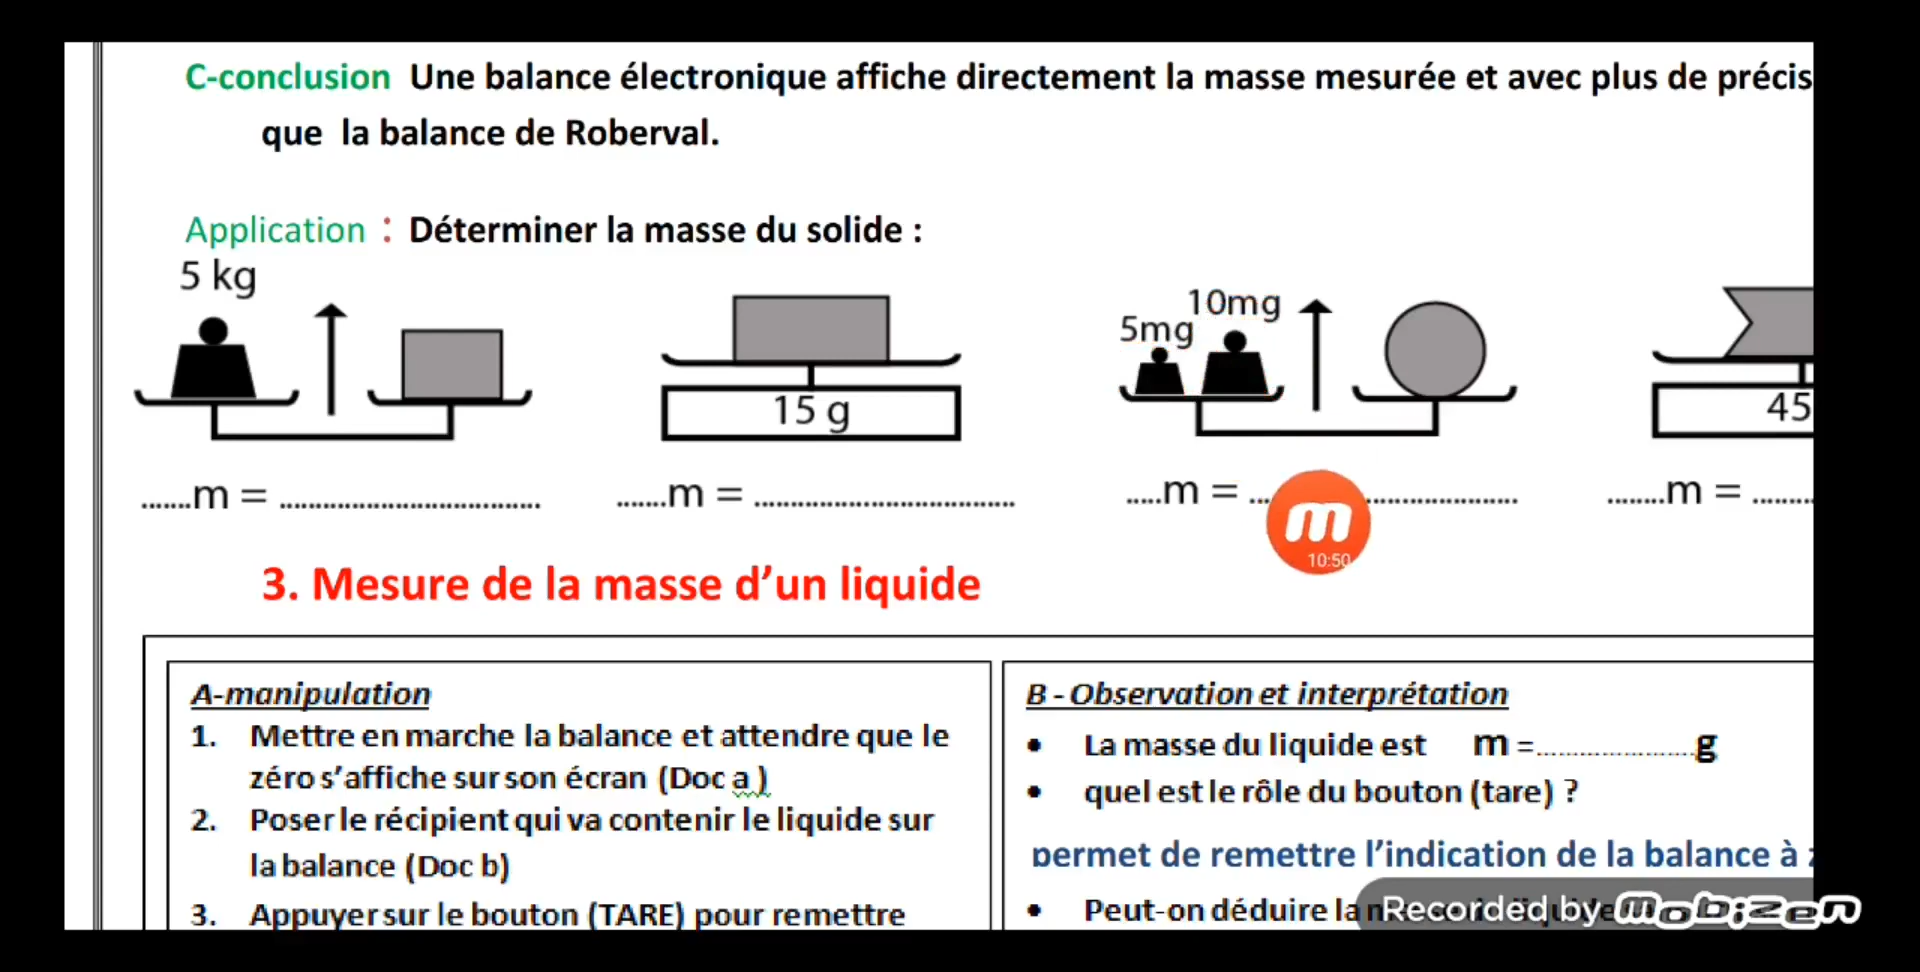 C-conclusion Une balance électronique affiche directement la masse mesurée et avec plus de précis
que la balance de Roberval.
Application : Déterminer la masse du solide :
5 kg
15 g
5mg
10mg
45
.......m = ....................................
.......m = ....................................
.....m = ... .....................
........m = ........
m
10:50
3. Mesure de la masse d’un liquide
A-manipulation
1. Mettre en marche la balance et attendre que le
zéro s’affiche sur son écran (Doc a )
2. Poser le récipient qui va contenir le liquide sur
la balance (Doc b)
3. Appuyer sur le bouton (TARE) pour remettre
B - Observation et interprétation
• La masse du liquide est m =......................g
• quel est le rôle du bouton (tare) ?
permet de remettre l’indication de la balance à
• Peut-on déduire la
Recorded by Mobizen